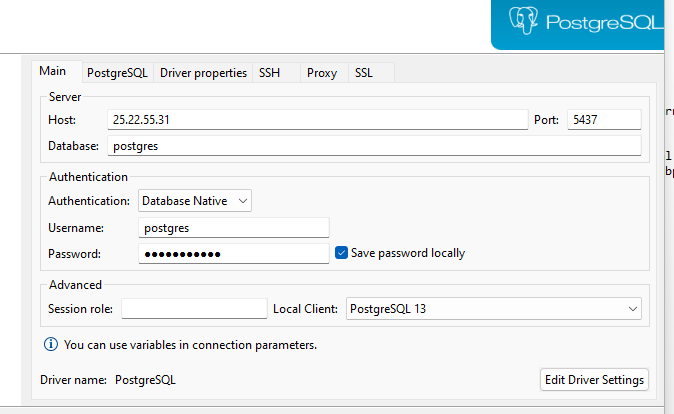 PostgreSQL
Main PostgreSQL Driver properties SSH Proxy SSL
Server
Host: 25.22.55.31 Port: 5437
Database: postgres
Authentication
Authentication: Database Native
Username: postgres
Password: ●●●●●●●●●●● Save password locally
Advanced
Session role: Local Client: PostgreSQL 13
You can use variables in connection parameters.
Driver name: PostgreSQL Edit Driver Settings